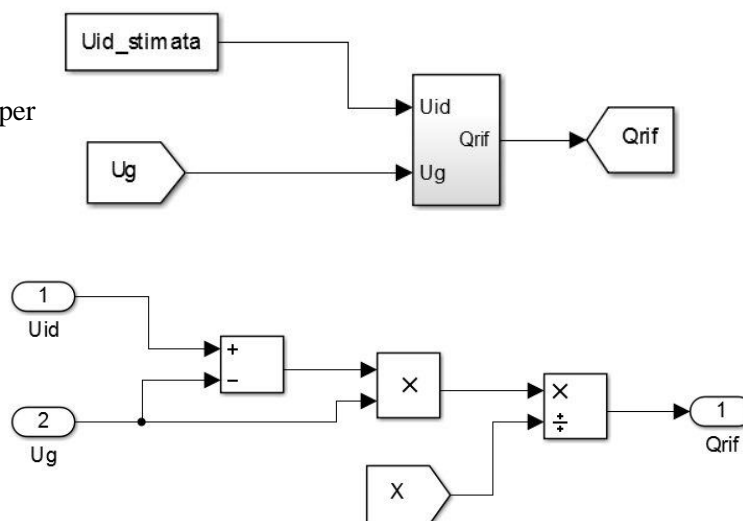 Uid_stimata
per
Uid
Qrif
Qrif
Ug
Ug
1
Uid
+
−
×
×
÷
2
Ug
1
Qrif
X